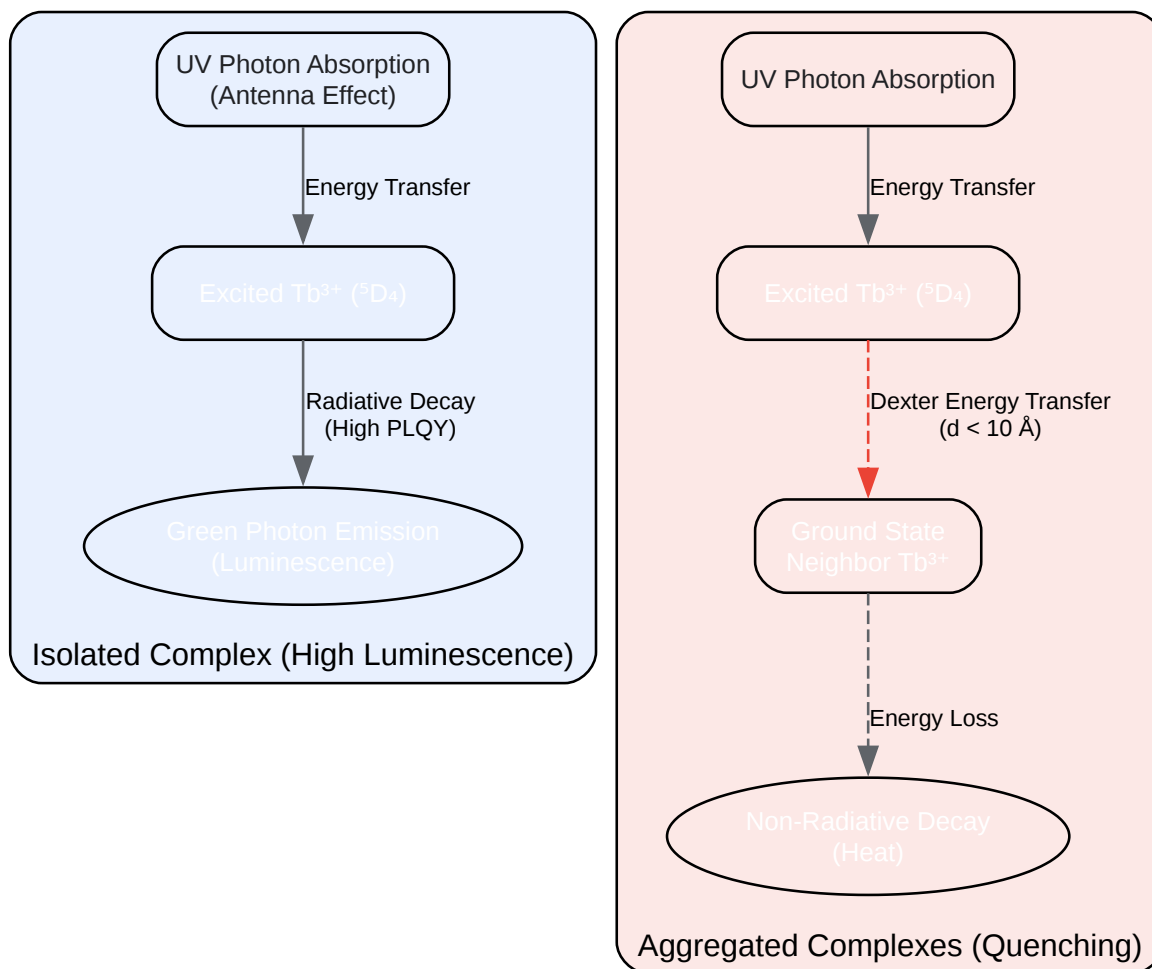 UV Photon Absorption
(Antenna Effect)
Energy Transfer
Excited Tb³⁺ (⁵D₄)
Radiative Decay
(High PLQY)
Green Photon Emission
(Luminescence)
Isolated Complex (High Luminescence)
UV Photon Absorption
Energy Transfer
Excited Tb³⁺ (⁵D₄)
Dexter Energy Transfer
(d < 10 Å)
Ground State
Neighbor Tb³⁺
Energy Loss
Non-Radiative Decay
(Heat)
Aggregated Complexes (Quenching)